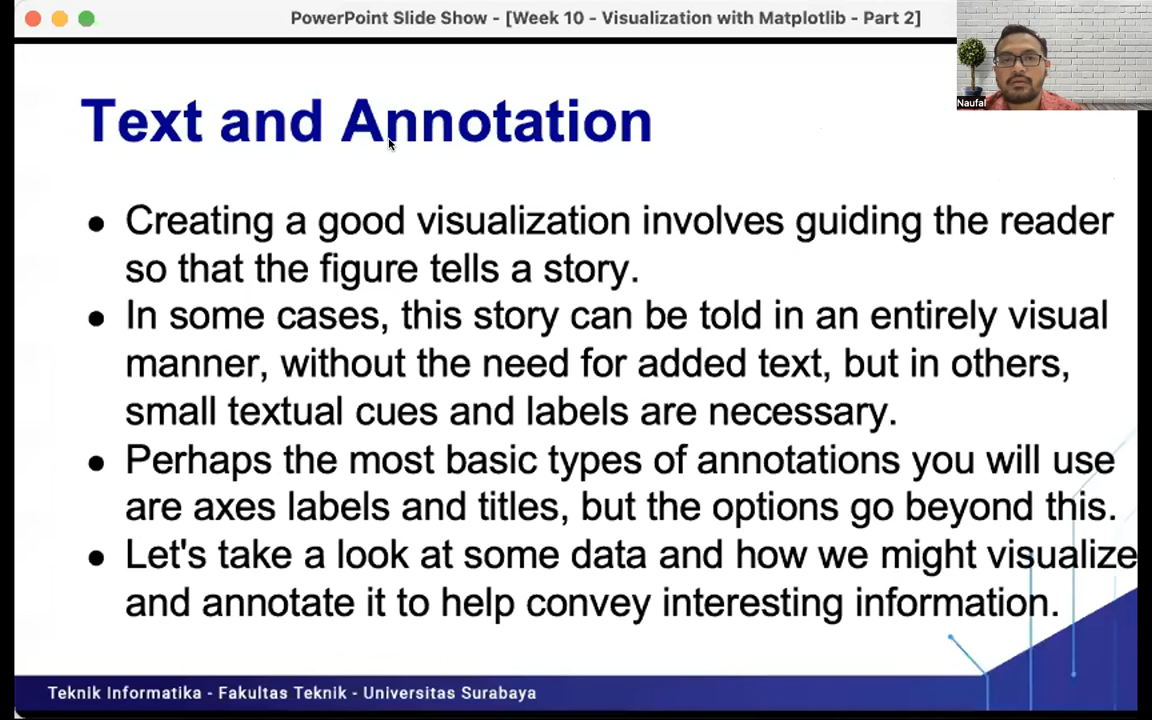 PowerPoint Slide Show - [Week 10 - Visualization with Matplotlib - Part 2]
Naufal
Text and Annotation
● Creating a good visualization involves guiding the reader
so that the figure tells a story.
● In some cases, this story can be told in an entirely visual
manner, without the need for added text, but in others,
small textual cues and labels are necessary.
● Perhaps the most basic types of annotations you will use
are axes labels and titles, but the options go beyond this.
● Let's take a look at some data and how we might visualize
and annotate it to help convey interesting information.
Teknik Informatika - Fakultas Teknik - Universitas Surabaya